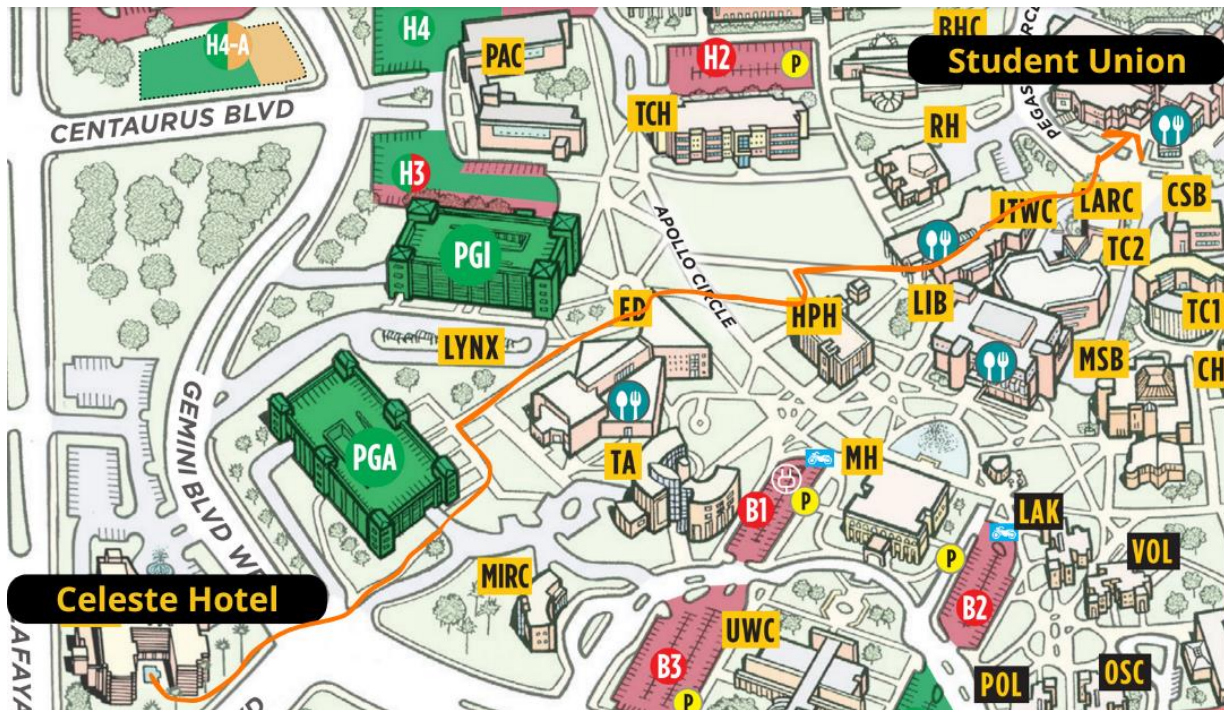 H4-A
H4
PAC
H2
P
BHC
Student Union
CENTAURUS BLVD
TCH
RH
H3
APOLLO CIRCLE
JTWC
LARC
CSB
PGI
TC2
ED
HPH
LIB
TC1
LYNX
MSB
CH
GEMINI BLVD W
PGA
TA
MH
B1
P
LAK
P
VOL
MIRC
Celeste Hotel
B2
UWC
B3
POL
OSC
P